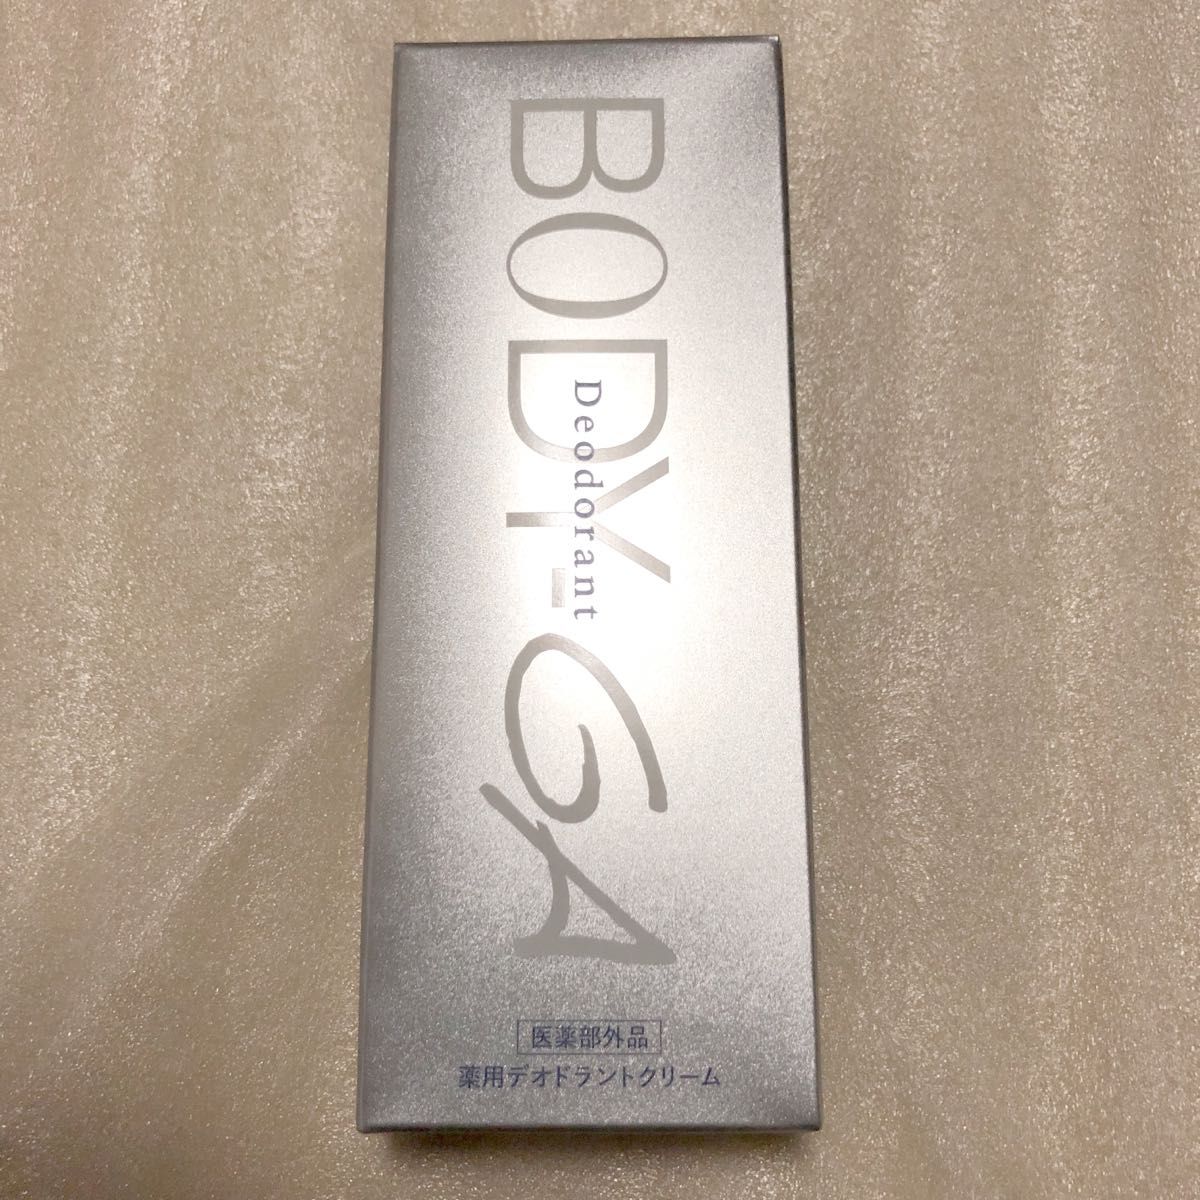 BODY-GA
Deodorant
医薬部外品
薬用デオドラントクリーム